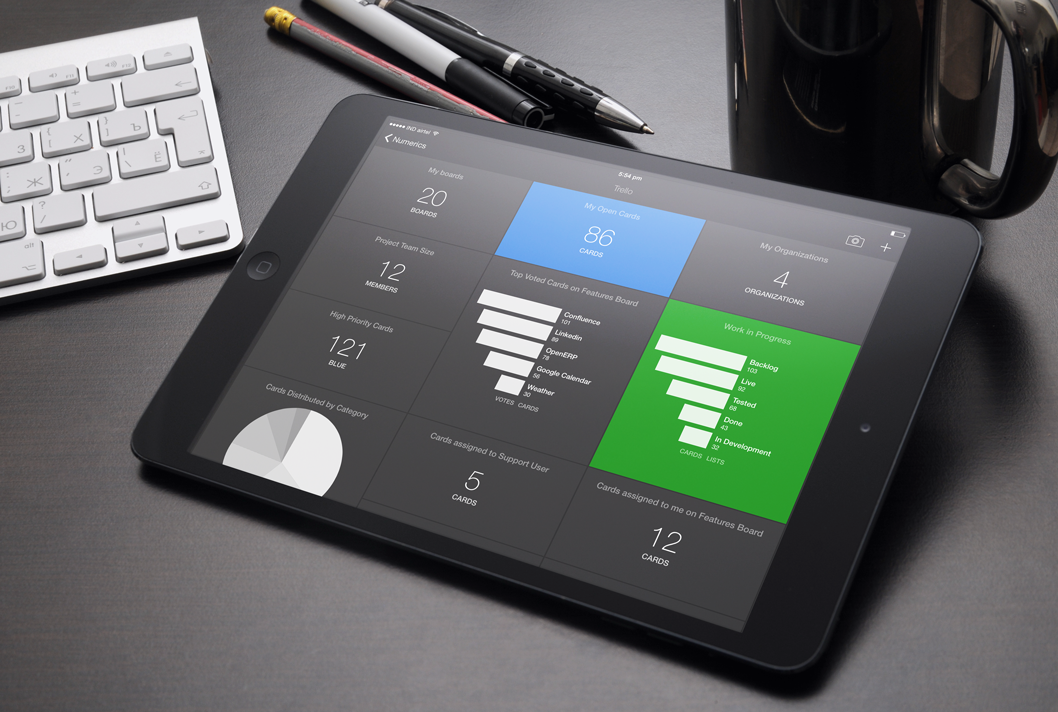 IND airtel
5:54 pm
Numerics
Trello
My boards
20
BOARDS
My Open Cards
86
CARDS
My Organizations
4
ORGANIZATIONS
Project Team Size
12
MEMBERS
Top Voted Cards on Features Board
Confluence
101
Linkedin
89
OpenERP
78
Google Calendar
56
Weather
30
VOTES CARDS
Work in Progress
Backlog
103
Live
92
Tested
68
Done
43
In Development
32
CARDS LISTS
High Priority Cards
121
BLUE
Cards Distributed by Category
Cards assigned to Support User
5
CARDS
Cards assigned to me on Features Board
12
CARDS
- + =
З { [ Х } ] Ъ
: ; Ж " ' Э \ Ё
Ю ? /
alt